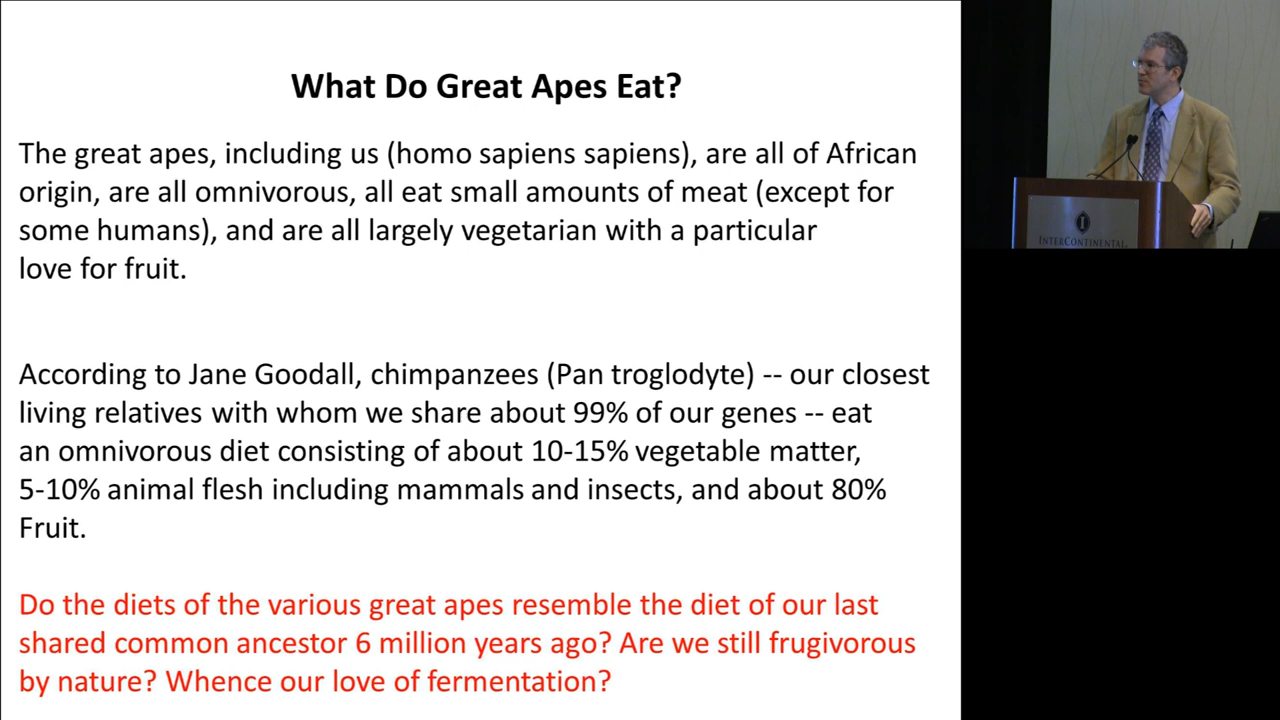 What Do Great Apes Eat?
The great apes, including us (homo sapiens sapiens), are all of African
origin, are all omnivorous, all eat small amounts of meat (except for
some humans), and are all largely vegetarian with a particular
love for fruit.
According to Jane Goodall, chimpanzees (Pan troglodyte) -- our closest
living relatives with whom we share about 99% of our genes -- eat
an omnivorous diet consisting of about 10-15% vegetable matter,
5-10% animal flesh including mammals and insects, and about 80%
Fruit.
Do the diets of the various great apes resemble the diet of our last
shared common ancestor 6 million years ago? Are we still frugivorous
by nature? Whence our love of fermentation?
I
INTERCONTINENTAL.